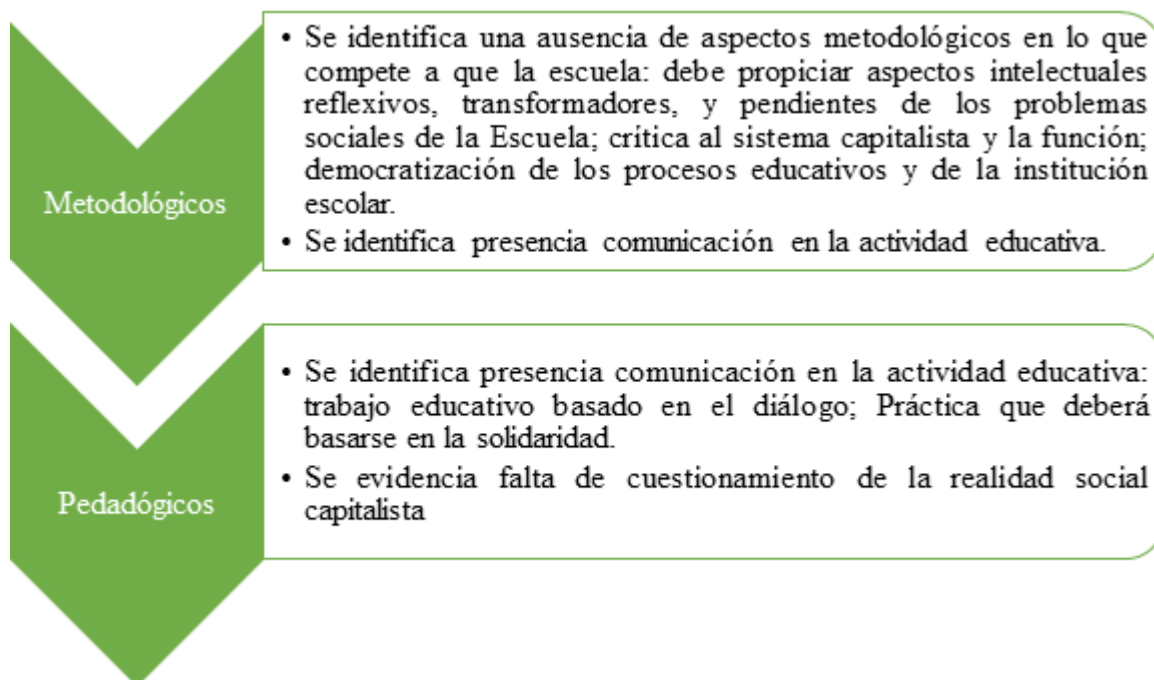 • Se identifica una ausencia de aspectos metodológicos en lo que
compete a que la escuela: debe propiciar aspectos intelectuales
reflexivos, transformadores, y pendientes de los problemas
sociales de la Escuela; crítica al sistema capitalista y la función;
democratización de los procesos educativos y de la institución
escolar.
• Se identifica presencia comunicación en la actividad educativa.
Metodológicos
• Se identifica presencia comunicación en la actividad educativa:
trabajo educativo basado en el diálogo; Práctica que deberá
basarse en la solidaridad.
• Se evidencia falta de cuestionamiento de la realidad social
capitalista
Pedadógicos